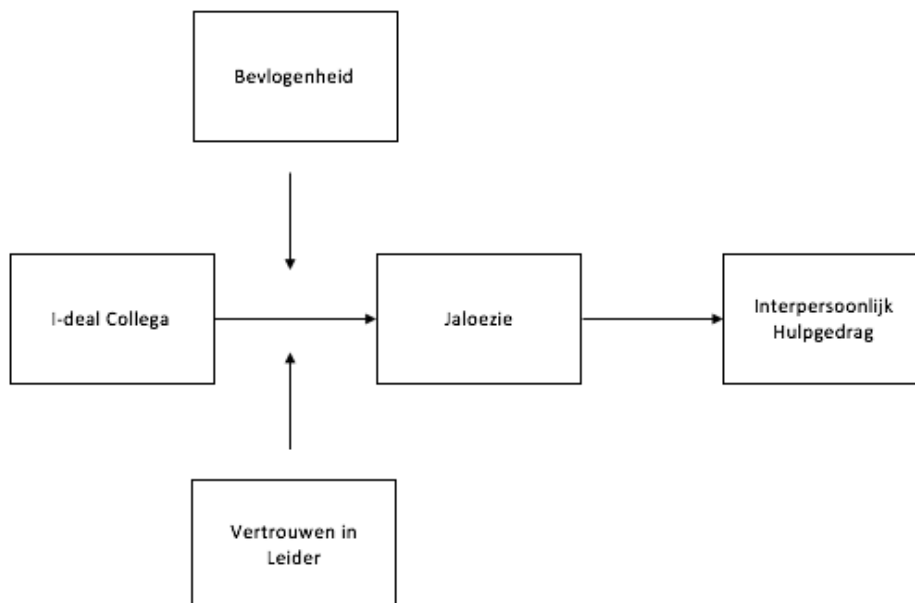 Bevlogenheid
I-deal Collega
Jaloezie
Interpersoonlijk
Hulpgedrag
Vertrouwen in
Leider